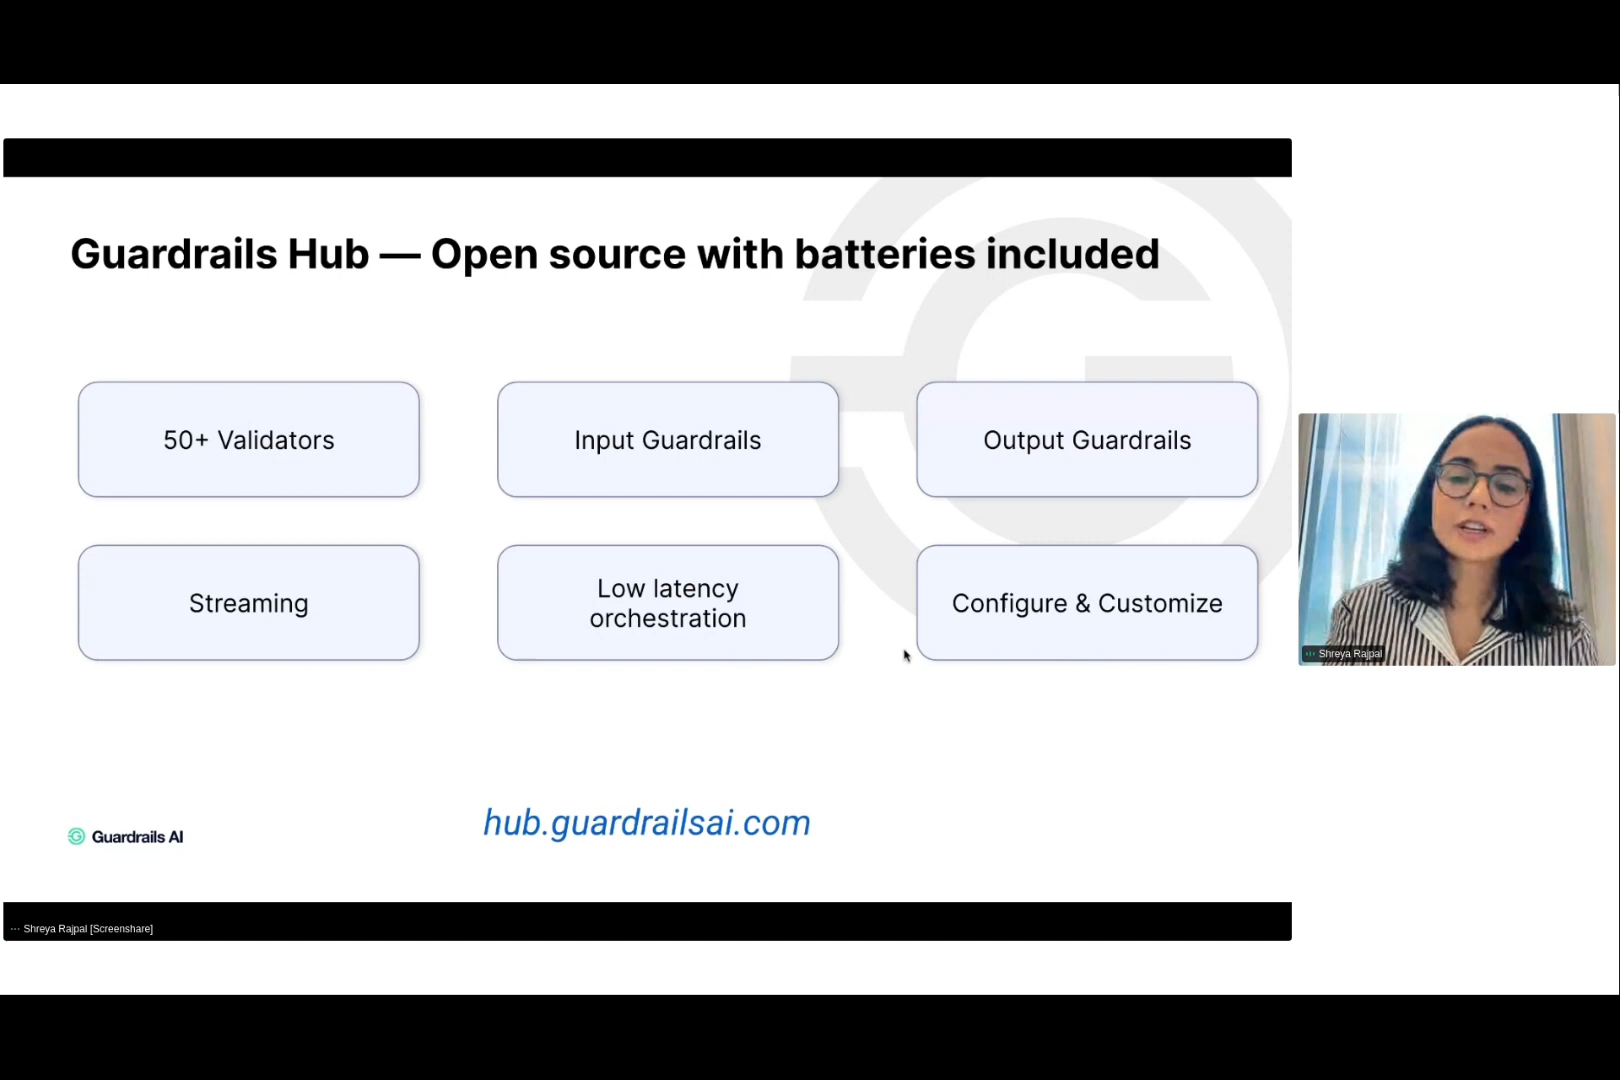 Guardrails Hub — Open source with batteries included
50+ Validators
Input Guardrails
Output Guardrails
Streaming
Low latency
orchestration
Configure & Customize
hub.guardrailsai.com
Guardrails AI
Shreya Rajpal
Shreya Rajpal [Screenshare]